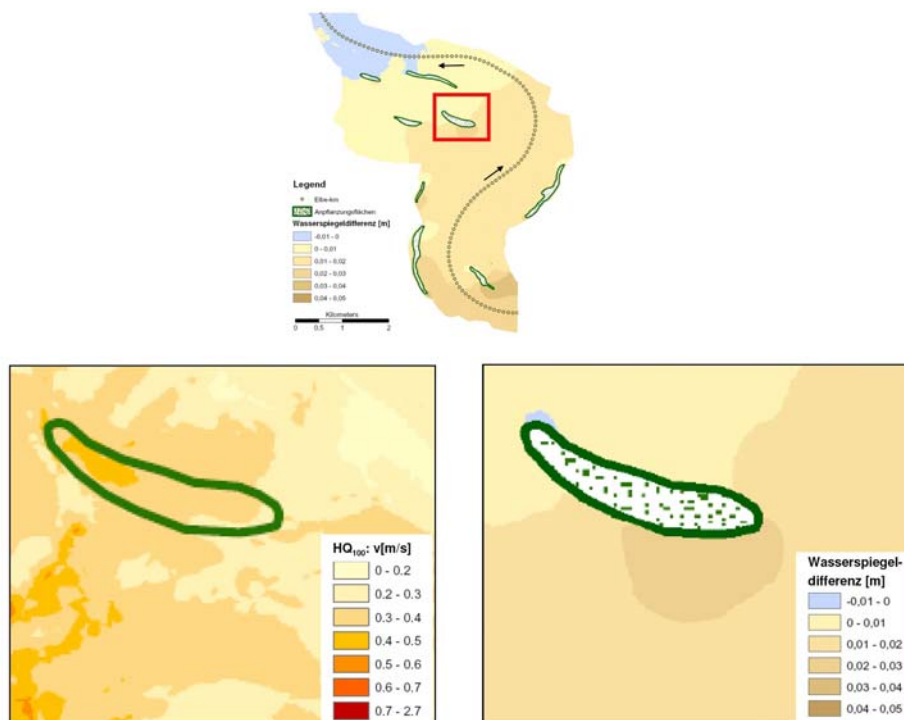 Legend
Elbe-km
Anpflanzungsflächen
Wasserspiegeldifferenz [m]
-0,01 - 0
0 - 0,01
0,01 - 0,02
0,02 - 0,03
0,03 - 0,04
0,04 - 0,05
Kilometers
0 0.5 1 2
HQ100: v[m/s]
0 - 0.2
0.2 - 0.3
0.3 - 0.4
0.4 - 0.5
0.5 - 0.6
0.6 - 0.7
0.7 - 2.7
Wasserspiegel-
differenz [m]
-0,01 - 0
0 - 0,01
0,01 - 0,02
0,02 - 0,03
0,03 - 0,04
0,04 - 0,05